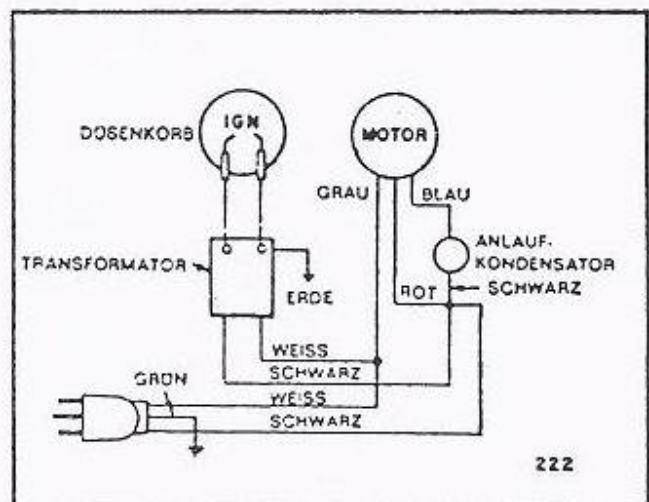 IGN
DÜSENKORB
MOTOR
GRAU
BLAU
ANLAUF-
KONDENSATOR
TRANSFORMATOR
ERDE
ROT
SCHWARZ
WEISS
SCHWARZ
GRÜN
WEISS
SCHWARZ
222